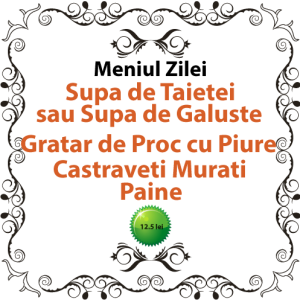 Meniul Zilei
Supa de Taietei
sau Supa de Galuste
Gratar de Proc cu Piure
Castraveti Murati
Paine
12.5 lei